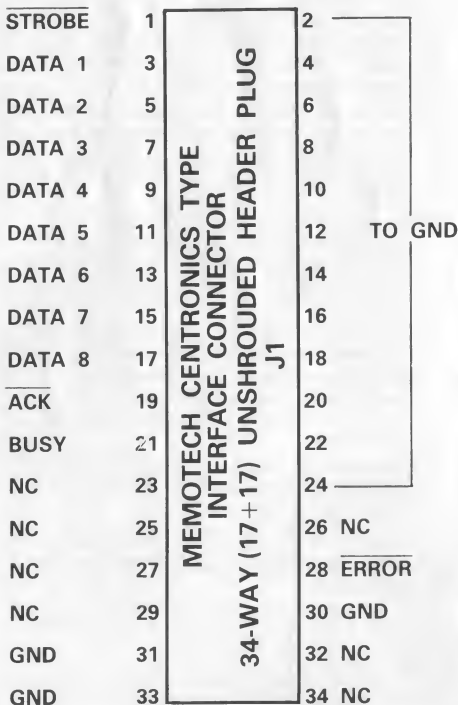 STROBE 1 2
DATA 1 3 4
DATA 2 5 6
DATA 3 7 8
DATA 4 9 10
DATA 5 11 12 TO GND
DATA 6 13 14
DATA 7 15 16
DATA 8 17 18
ACK 19 20
BUSY 21 22
NC 23 24
NC 25 26 NC
NC 27 28 ERROR
NC 29 30 GND
GND 31 32 NC
GND 33 34 NC
MEMOTECH CENTRONICS TYPE
INTERFACE CONNECTOR
34-WAY (17+17) UNSHROUDED HEADER PLUG
J1